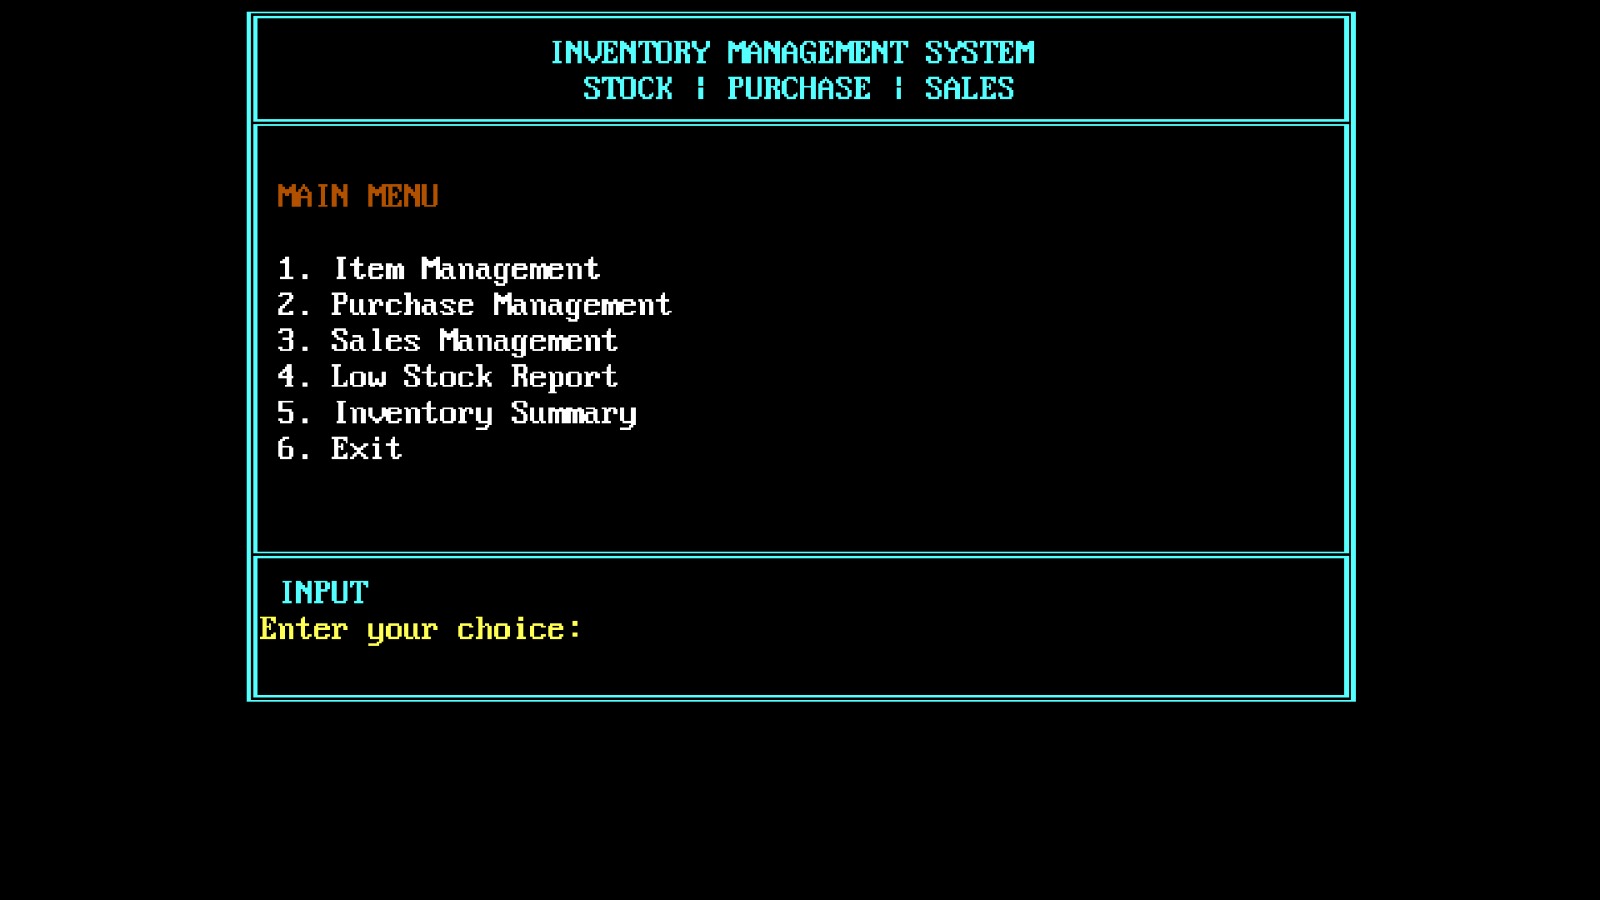 INVENTORY MANAGEMENT SYSTEM
STOCK | PURCHASE | SALES
MAIN MENU
1. Item Management
2. Purchase Management
3. Sales Management
4. Low Stock Report
5. Inventory Summary
6. Exit
INPUT
Enter your choice: